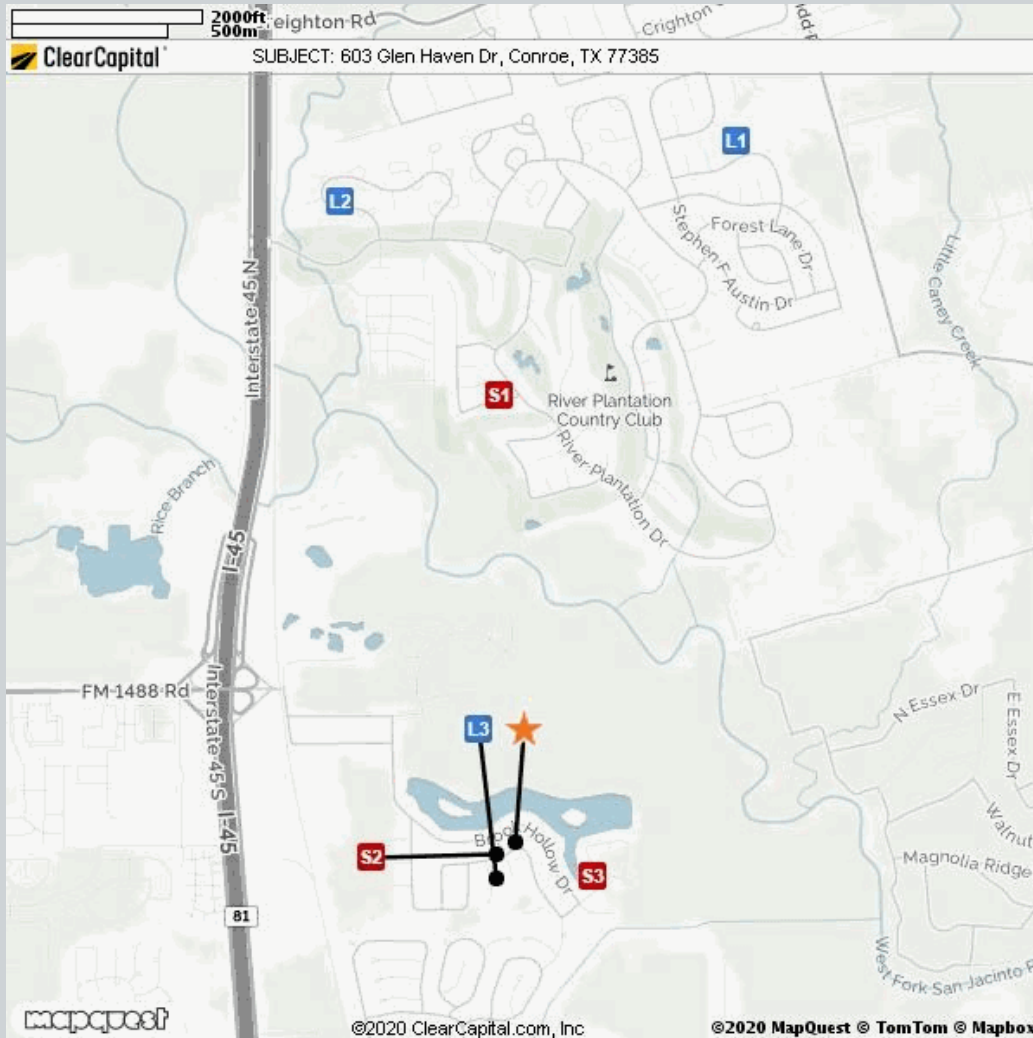 2000ft
500m
reighton Rd
Crighton Ct
ClearCapital
SUBJECT: 603 Glen Haven Dr, Conroe, TX 77385
L1
L2
Forest Lane Dr
Stephen F Austin Dr
Little Caney Creek
Interstate 45 N
S1
River Plantation
Country Club
River Plantation Dr
Rice Branch
I-45
FM 1488 Rd
Interstate 45 S
I-45
N Essex Dr
E Essex Dr
L3
Brook Hollow Dr
S2
S3
Walnut
Magnolia Ridge
81
West Fork San Jacinto R
mapquest
©2020 ClearCapital.com, Inc
©2020 MapQuest © TomTom © Mapbox